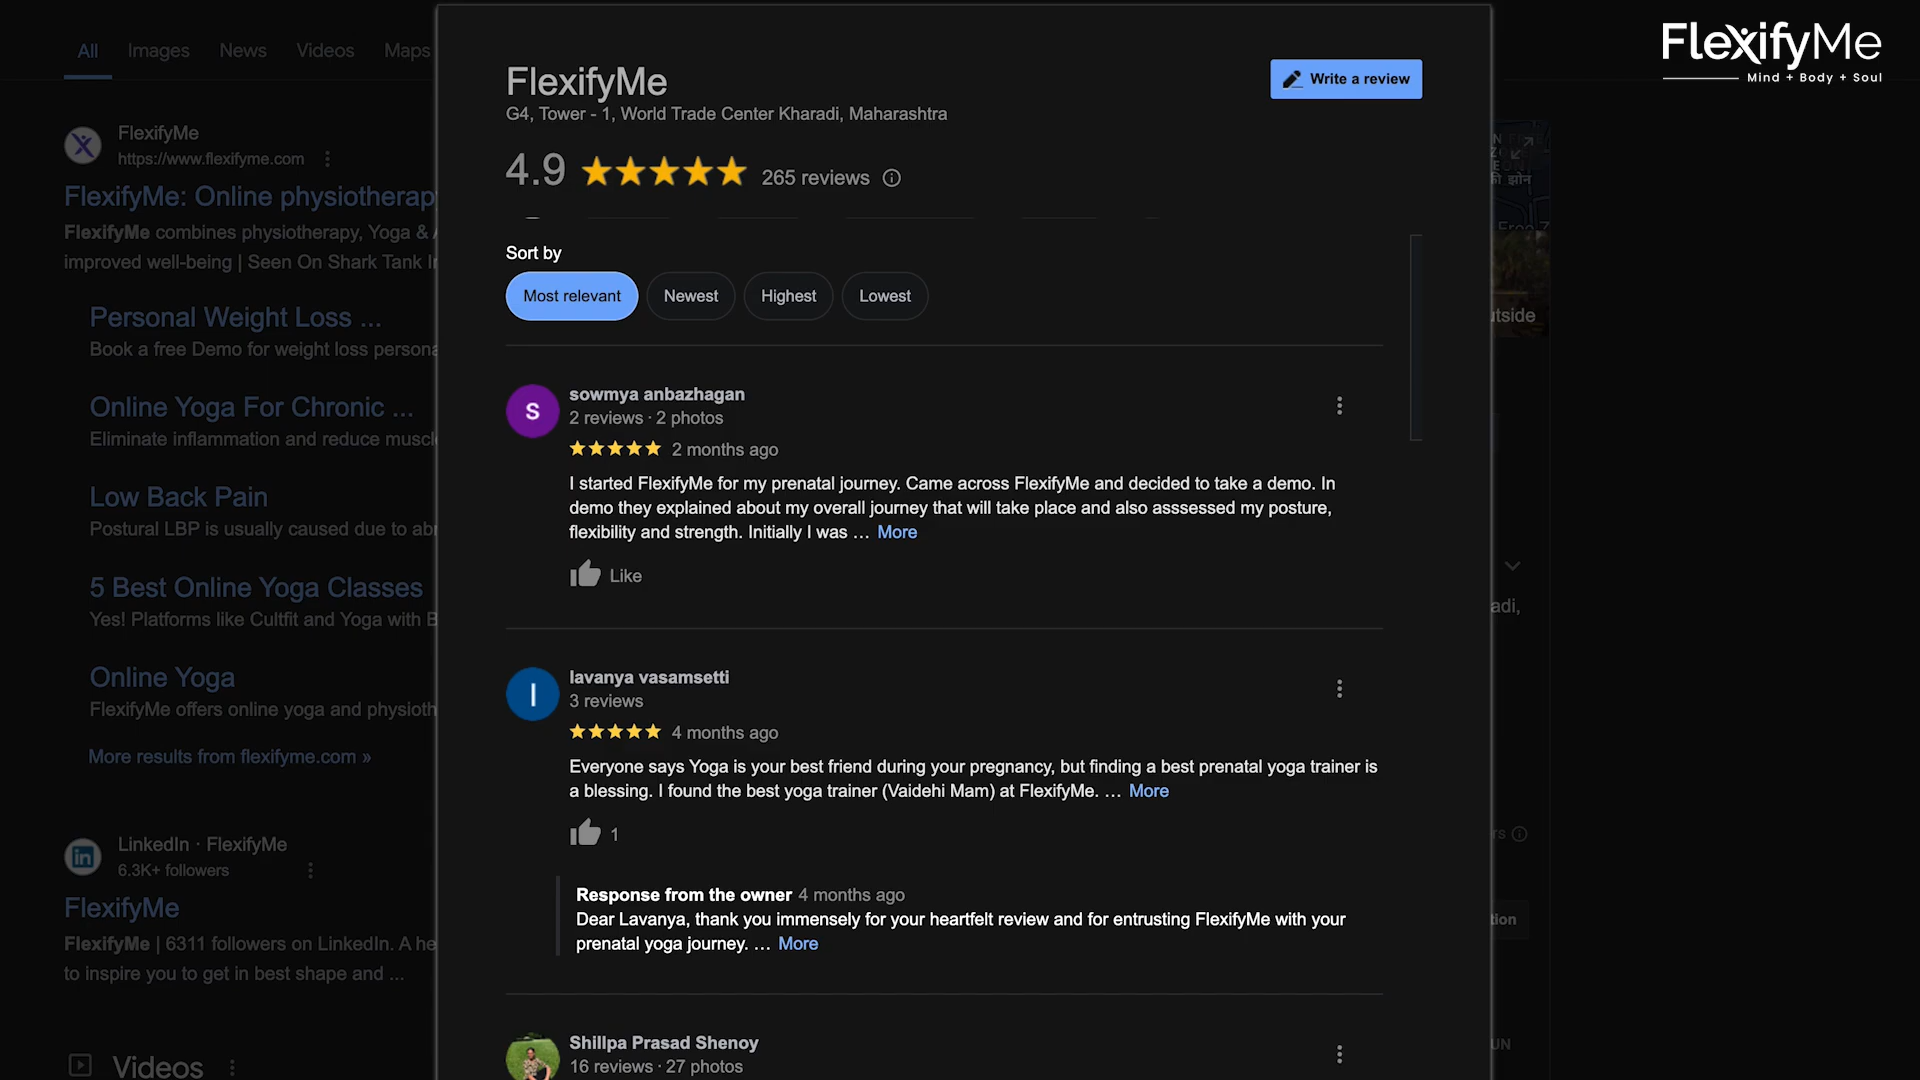 All Images News Videos Maps
FlexifyMe
https://www.flexifyme.com
FlexifyMe: Online physiotherapy
FlexifyMe combines physiotherapy, Yoga &
improved well-being | Seen On Shark Tank
Personal Weight Loss ...
Book a free Demo for weight loss
Online Yoga For Chronic ...
Eliminate inflammation and reduce
Low Back Pain
Postural LBP is usually caused due to
5 Best Online Yoga Classes
Yes! Platforms like Cultfit and Yoga with
Online Yoga
FlexifyMe offers online yoga and
More results from flexifyme.com »
LinkedIn · FlexifyMe
6.3K+ followers
FlexifyMe
FlexifyMe | 6311 followers on LinkedIn. A
to inspire you to get in best shape and ...
Videos
FlexifyMe
G4, Tower - 1, World Trade Center Kharadi, Maharashtra
Write a review
4.9 265 reviews
Sort by
Most relevant Newest Highest Lowest
S
sowmya anbazhagan
2 reviews · 2 photos
2 months ago
I started FlexifyMe for my prenatal journey. Came across FlexifyMe and decided to take a demo. In
demo they explained about my overall journey that will take place and also asssessed my posture,
flexibility and strength. Initially I was ... More
Like
l
lavanya vasamsetti
3 reviews
4 months ago
Everyone says Yoga is your best friend during your pregnancy, but finding a best prenatal yoga trainer is
a blessing. I found the best yoga trainer (Vaidehi Mam) at FlexifyMe. ... More
1
Response from the owner 4 months ago
Dear Lavanya, thank you immensely for your heartfelt review and for entrusting FlexifyMe with your
prenatal yoga journey. ... More
Shillpa Prasad Shenoy
16 reviews · 27 photos
FlexifyMe
Mind + Body + Soul